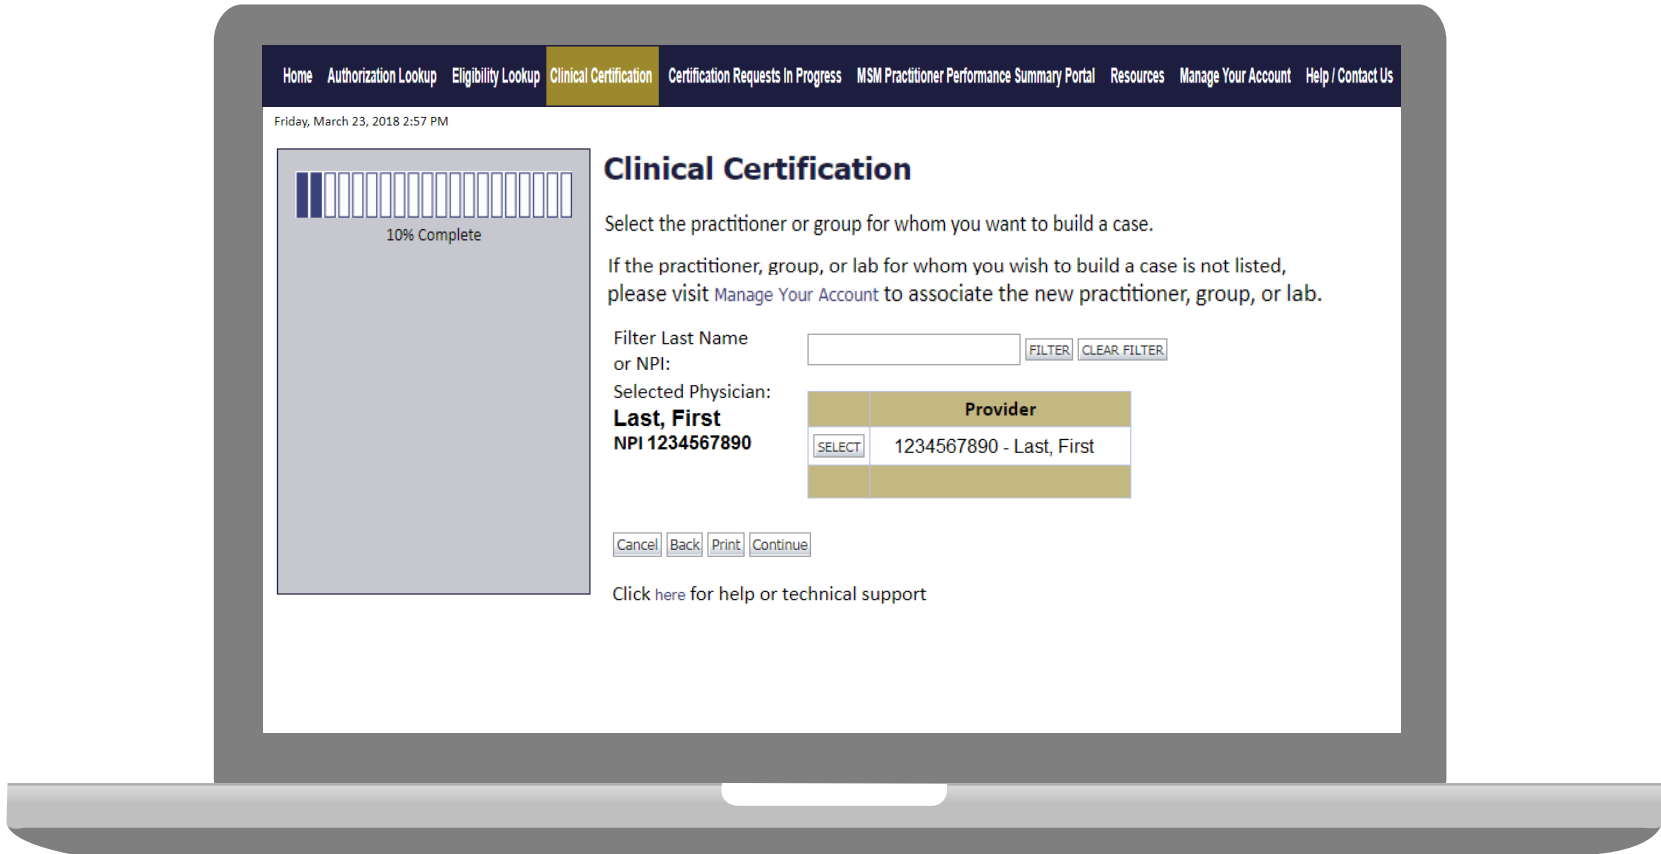 Home Authorization Lookup Eligibility Lookup Clinical Certification Certification Requests In Progress MSM Practitioner Performance Summary Portal Resources Manage Your Account Help / Contact Us
Friday, March 23, 2018 2:57 PM
10% Complete
Clinical Certification
Select the practitioner or group for whom you want to build a case.
If the practitioner, group, or lab for whom you wish to build a case is not listed,
please visit Manage Your Account to associate the new practitioner, group, or lab.
Filter Last Name
or NPI:
FILTER CLEAR FILTER
Selected Physician:
Last, First
NPI 1234567890
Provider
SELECT 1234567890 - Last, First
Cancel Back Print Continue
Click here for help or technical support